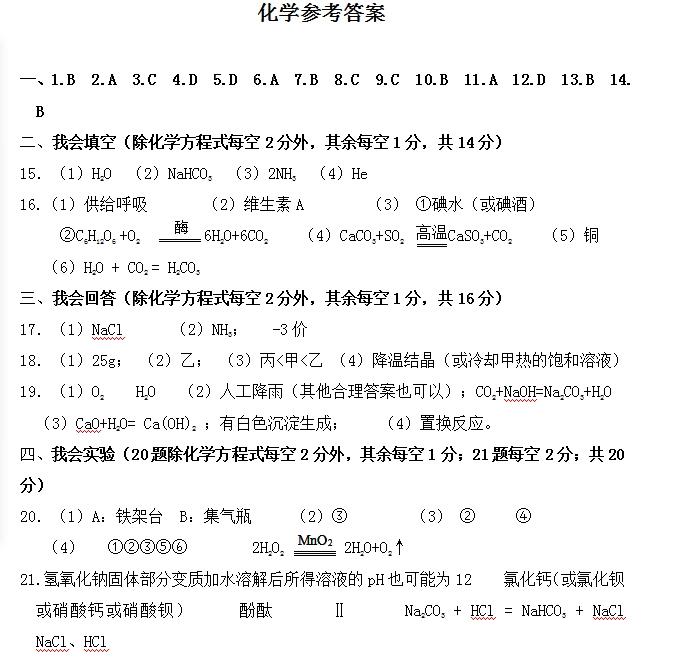 化学参考答案
一、1.B 2.A 3.C 4.D 5.D 6.A 7.B 8.C 9.C 10.B 11.A 12.D 13.B 14.
B
二、我会填空（除化学方程式每空2分外，其余每空1分，共14分）
15. （1）H₂O （2）NaHCO₃ （3）2NH₃ （4）He
16.（1）供给呼吸 （2）维生素A （3） ①碘水（或碘酒）
②C₆H₁₂O₆ +O₂ 酶 6H₂O+6CO₂ （4）CaCO₃+SO₂ 高温 CaSO₃+CO₂ （5）铜
（6）H₂O + CO₂ = H₂CO₃
三、我会回答（除化学方程式每空2分外，其余每空1分，共16分）
17. （1）NaCl （2）NH₃； -3价
18. （1）25g； （2）乙； （3）丙<甲<乙 （4）降温结晶（或冷却甲热的饱和溶液）
19. （1）O₂ H₂O （2）人工降雨（其他合理答案也可以）；CO₂+NaOH=Na₂CO₃+H₂O
（3）CaO+H₂O= Ca(OH)₂ ；有白色沉淀生成； （4）置换反应。
四、我会实验（20题除化学方程式每空2分外，其余每空1分；21题每空2分；共20
分）
20. （1）A：铁架台 B：集气瓶 （2）③ （3） ② ④
（4） ①②③⑤⑥ 2H₂O₂ MnO₂ 2H₂O+O₂↑
21.氢氧化钠固体部分变质加水溶解后所得溶液的pH也可能为12 氯化钙（或氯化钡
或硝酸钙或硝酸钡） 酚酞 Ⅱ Na₂CO₃ + HCl = NaHCO₃ + NaCl
NaCl、HCl